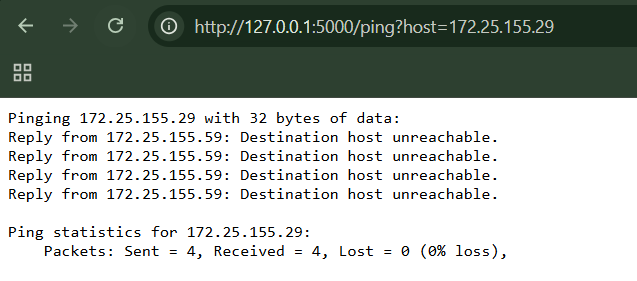 http://127.0.0.1:5000/ping?host=172.25.155.29
Pinging 172.25.155.29 with 32 bytes of data:
Reply from 172.25.155.59: Destination host unreachable.
Reply from 172.25.155.59: Destination host unreachable.
Reply from 172.25.155.59: Destination host unreachable.
Reply from 172.25.155.59: Destination host unreachable.

Ping statistics for 172.25.155.29:
    Packets: Sent = 4, Received = 4, Lost = 0 (0% loss),